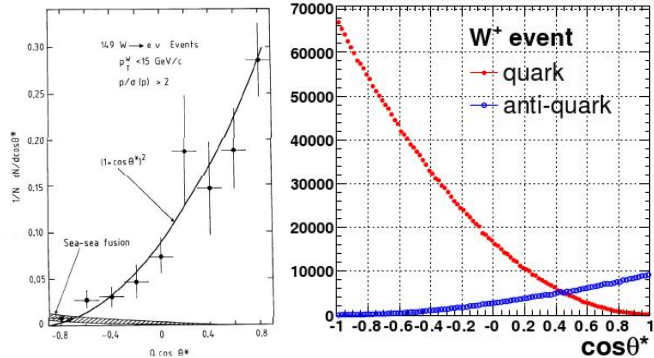 0,30
0,25
0,20
0,15
0,10
0,05
0
1/N dN/dcosθ*
149 W → e ν Events
p_T^W < 15 GeV/c
p/σ(p) > 2
(1+cos θ*)²
Sea-sea fusion
-0.8 -0.4 0 0.4 0.8
Q cos θ*
70000
60000
50000
40000
30000
20000
10000
0
W⁺ event
quark
anti-quark
-1 -0.8 -0.6 -0.4 -0.2 -0 0.2 0.4 0.6 0.8 1
cosθ*